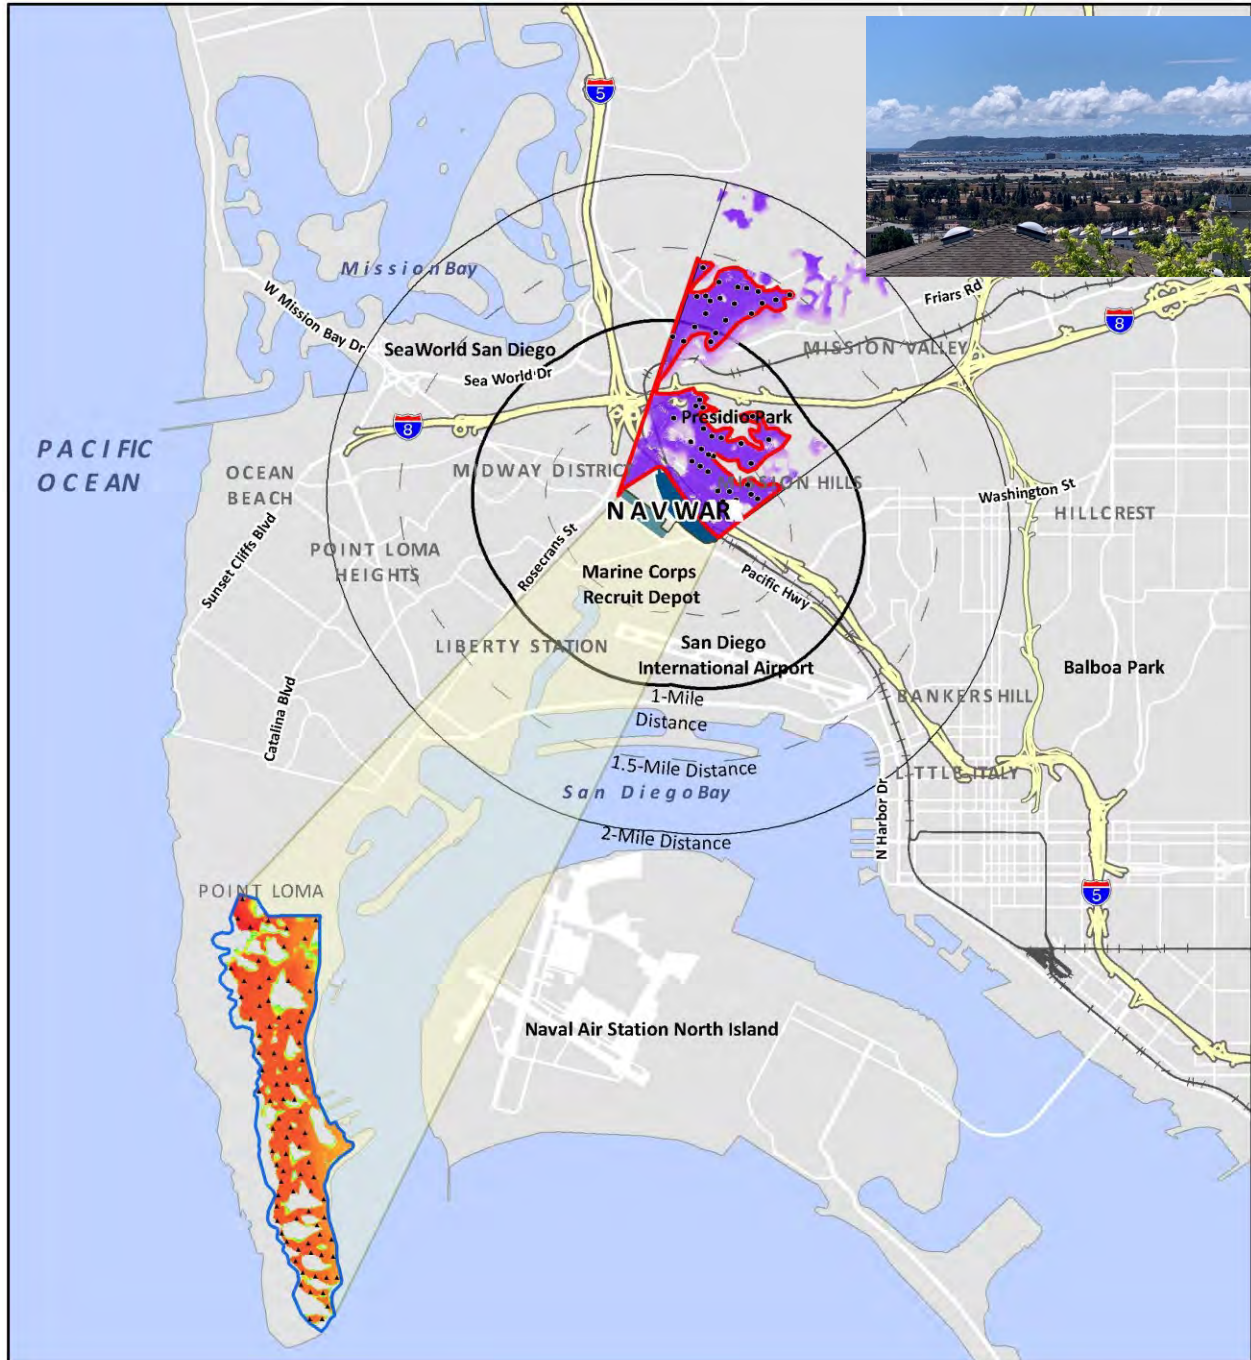 5
Mission Bay
W Mission Bay Dr
Friars Rd
8
MISSION VALLEY
SeaWorld San Diego
Sea World Dr
Presidio Park
8
PACIFIC
OCEAN
OCEAN
BEACH
MIDWAY DISTRICT
MISSION HILLS
Washington St
HILLCREST
NAVWAR
Sunset Cliffs Blvd
POINT LOMA
HEIGHTS
Rosecrans St
Marine Corps
Recruit Depot
Pacific Hwy
LIBERTY STATION
San Diego
International Airport
Balboa Park
Catalina Blvd
1-Mile
Distance
BANKERS HILL
1.5-Mile Distance
San Diego Bay
LITTLE ITALY
N Harbor Dr
2-Mile Distance
POINT LOMA
5
Naval Air Station North Island